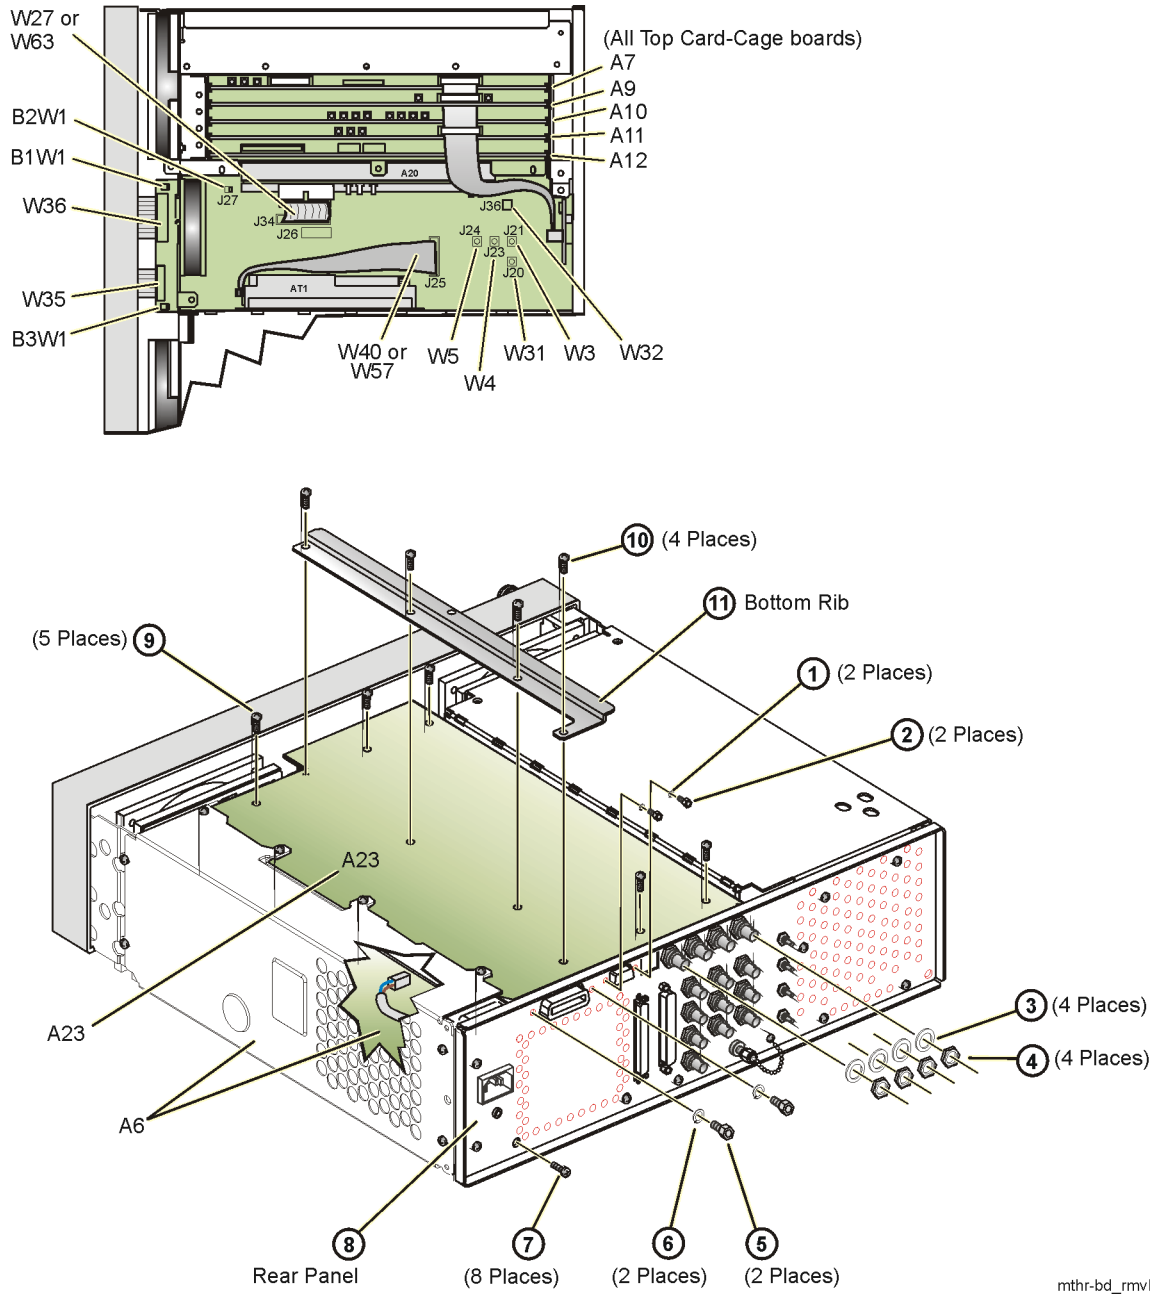 W27 or
W63
(All Top Card-Cage boards)
A7
A9
A10
A11
A12
B2W1
B1W1
W36
W35
B3W1
A20
J27
J34
J26
J36
J24
J23
J21
J20
J25
AT1
W40 or
W57
W5
W4
W31
W3
W32
10 (4 Places)
11 Bottom Rib
(5 Places) 9
1 (2 Places)
2 (2 Places)
A23
A23
A6
3 (4 Places)
4 (4 Places)
8
Rear Panel
7
(8 Places)
6
(2 Places)
5
(2 Places)
mthr-bd_rmvl